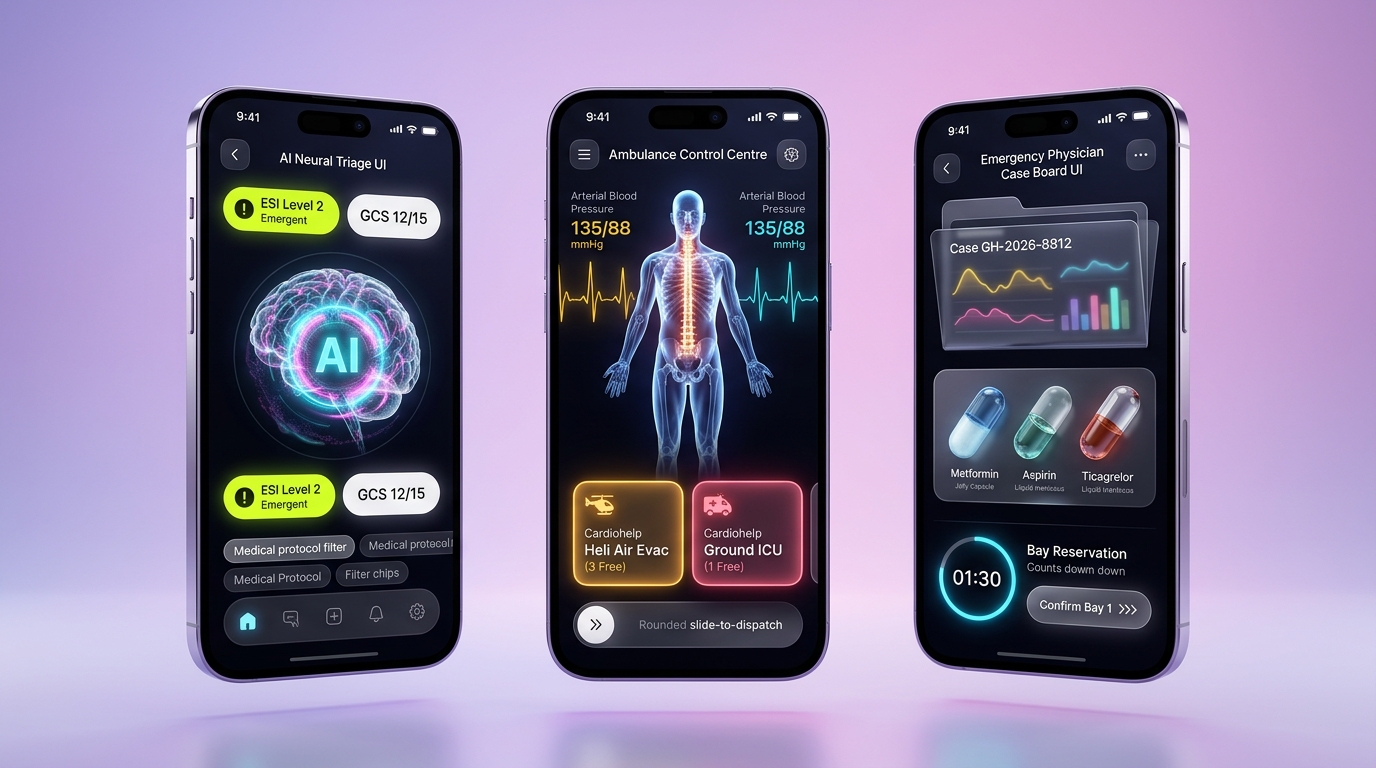 9:41
AI Neural Triage UI
ESI Level 2
Emergent
GCS 12/15
AI
ESI Level 2
Emergent
GCS 12/15
Medical protocol filter
Medical protocol
Medical Protocol
Filter chips
9:41
Ambulance Control Centre
Arterial Blood
Pressure
135/88
mmHg
Arterial Blood
Pressure
135/88
mmHg
Cardiohelp
Heli Air Evac
(3 Free)
Cardiohelp
Ground ICU
(1 Free)
Rounded slide-to-dispatch
9:41
Emergency Physician
Case Board UI
Case GH-2026-8812
Metformin
Aspirin
Ticagrelor
01:30
Bay Reservation
Counts down down
Confirm Bay 1